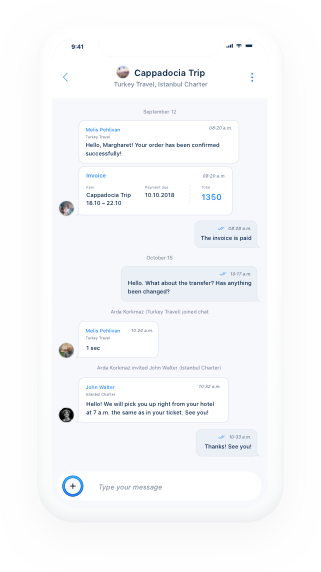 9:41
Cappadocia Trip
Turkey Travel, Istanbul Charter
September 12
Melis Pehlivan 08:20 a.m.
Turkey Travel
Hello, Margharet! Your order has been confirmed
successfully!
Invoice 08:20 a.m.
Date Payment due Total
Cappadocia Trip 10.10.2018 1350
18.10 – 22.10
08:28 a.m.
The invoice is paid
October 15
10:17 a.m.
Hello. What about the transfer? Has anything
been changed?
Arda Korkmaz (Turkey Travel) joined chat
Melis Pehlivan 10:20 a.m.
Turkey Travel
1 sec
Arda Korkmaz invited John Walter (Istanbul Charter)
John Walter 10:32 a.m.
Istanbul Charter
Hello! We will pick you up right from your hotel
at 7 a.m. the same as in your ticket. See you!
10:33 a.m.
Thanks! See you!
+ Type your message